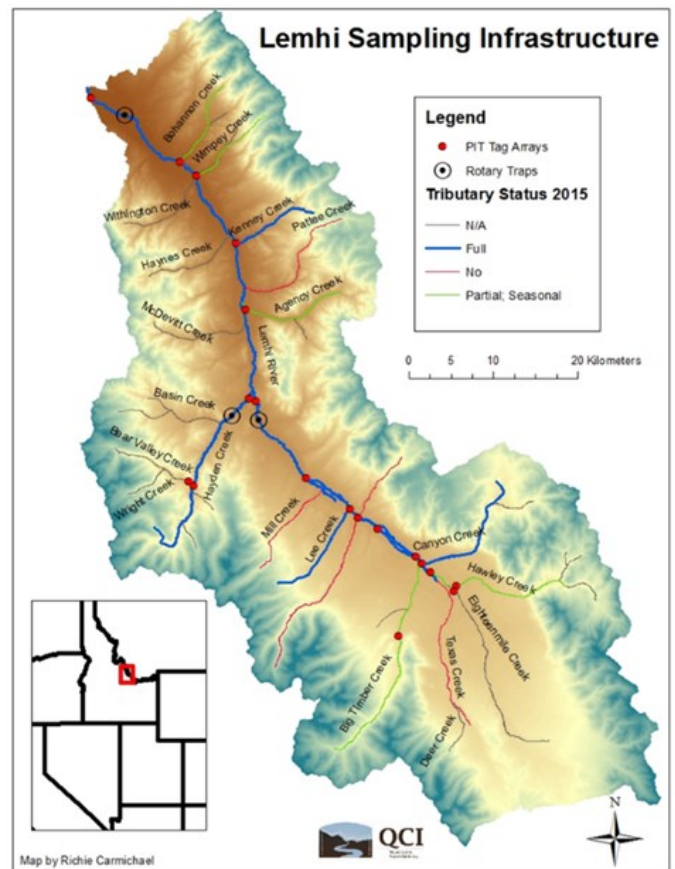 Lemhi Sampling Infrastructure
Legend
PIT Tag Arrays
Rotary Traps
Tributary Status 2015
N/A
Full
No
Partial; Seasonal
0 5 10 20 Kilometers
Bohannon Creek
Wimpey Creek
Withington Creek
Kenney Creek
Pattee Creek
Haynes Creek
Agency Creek
McDevitt Creek
Lemhi River
Basin Creek
Bear Valley Creek
Hayden Creek
Wright Creek
Mill Creek
Lee Creek
Canyon Creek
Hawley Creek
Eighteenmile Creek
Texas Creek
Big Timber Creek
Deer Creek
N
QCI
Map by Richie Carmichael